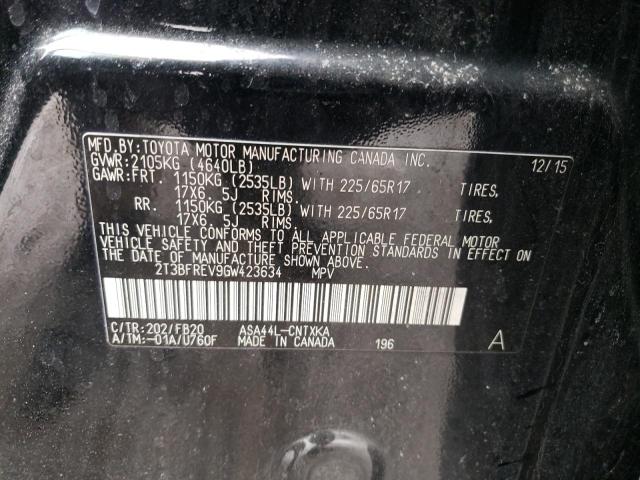 MFD.BY:TOYOTA MOTOR MANUFACTURING CANADA INC. 12/15
GVWR:2105KG (4640LB)
GAWR:FRT. 1150KG (2535LB) WITH 225/65R17 TIRES,
17X6.5J RIMS.
RR. 1150KG (2535LB) WITH 225/65R17 TIRES,
17X6.5J RIMS.
THIS VEHICLE CONFORMS TO ALL APPLICABLE FEDERAL MOTOR
VEHICLE SAFETY AND THEFT PREVENTION STANDARDS IN EFFECT ON
THE DATE OF MANUFACTURE SHOWN ABOVE.
2T3BFREV9GW423634 MPV
C/TR:202/FB20 ASA44L-CNTXKA
A/TM:-01A/U760F MADE IN CANADA 196 A